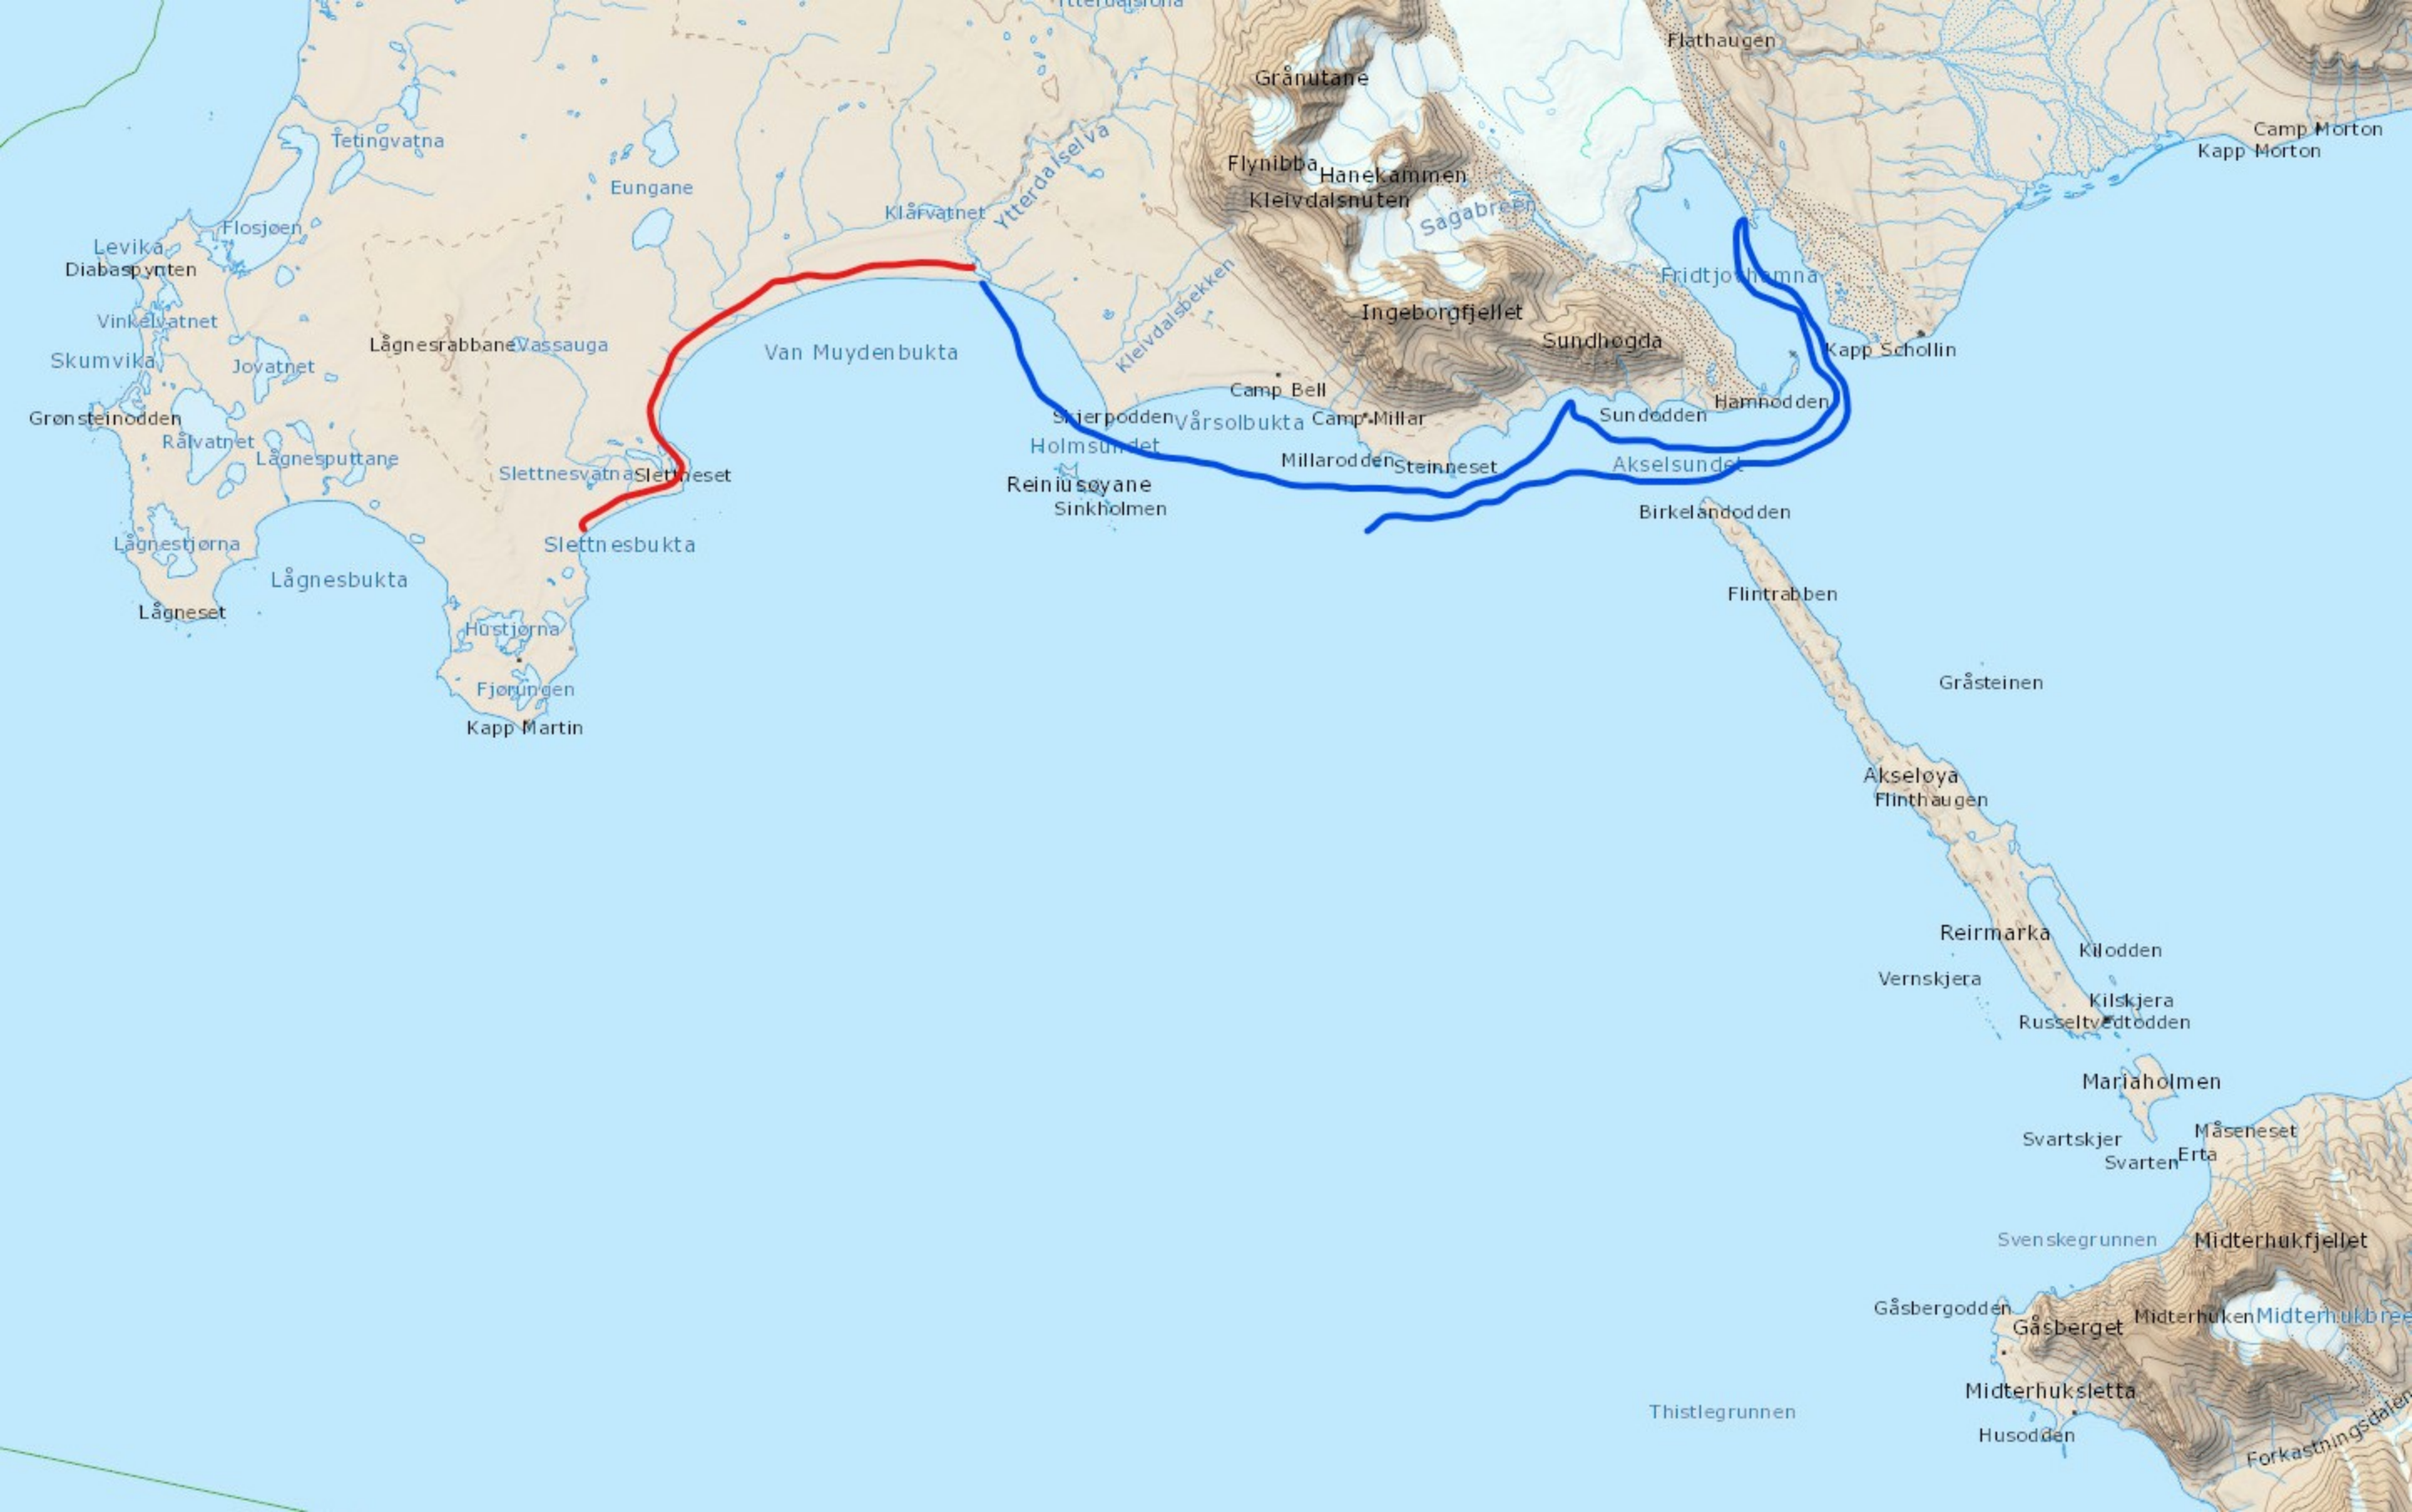 Flathaugen
Grånutane
Camp Morton
Kapp Morton
Tetingvatna
Ytterdalselva
Flynibba
Hanekammen
Eungane
Kleivdalsnuten
Klårvatnet
Sagabreen
Flosjøen
Levika
Diabaspynten
Fridtjovhamna
Kleivdalsbekken
Ingeborgfjellet
Vinkelvatnet
Sundhøgda
Lågnesrabbane
Vassauga
Van Muydenbukta
Kapp Schollin
Skumvika
Jovatnet
Camp Bell
Hamnodden
Grønsteinodden
Skjerpodden
Vårsolbukta
Camp Millar
Sundodden
Rålvatnet
Holmsundet
Lågnesputtane
Slettnesvatna
Slettneset
Millarodden
Steinneset
Akselsundet
Reiniusøyane
Sinkholmen
Birkelandodden
Lågnestjørna
Slettnesbukta
Lågnesbukta
Flintrabben
Lågneset
Hustjørna
Gråsteinen
Fjørungen
Kapp Martin
Akseløya
Flinthaugen
Reirmarka
Kilodden
Vernskjera
Kilskjera
Russeltvedtodden
Mariaholmen
Måseneset
Svartskjer
Erta
Svarten
Svenskegrunnen
Midterhukfjellet
Gåsbergodden
Midterhuken
Midterhukbreen
Gåsberget
Midterhuksletta
Thistlegrunnen
Husodden
Forkastningsdalen